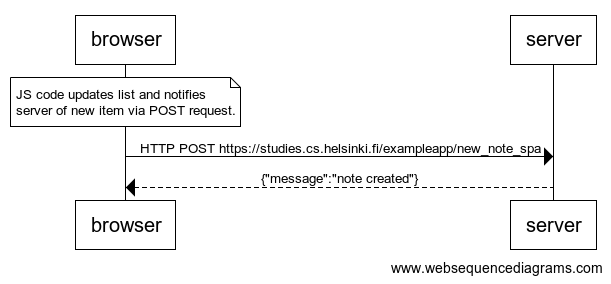 browser
server
JS code updates list and notifies
server of new item via POST request.
HTTP POST https://studies.cs.helsinki.fi/exampleapp/new_note_spa
{"message":"note created"}
browser
server
www.websequencediagrams.com